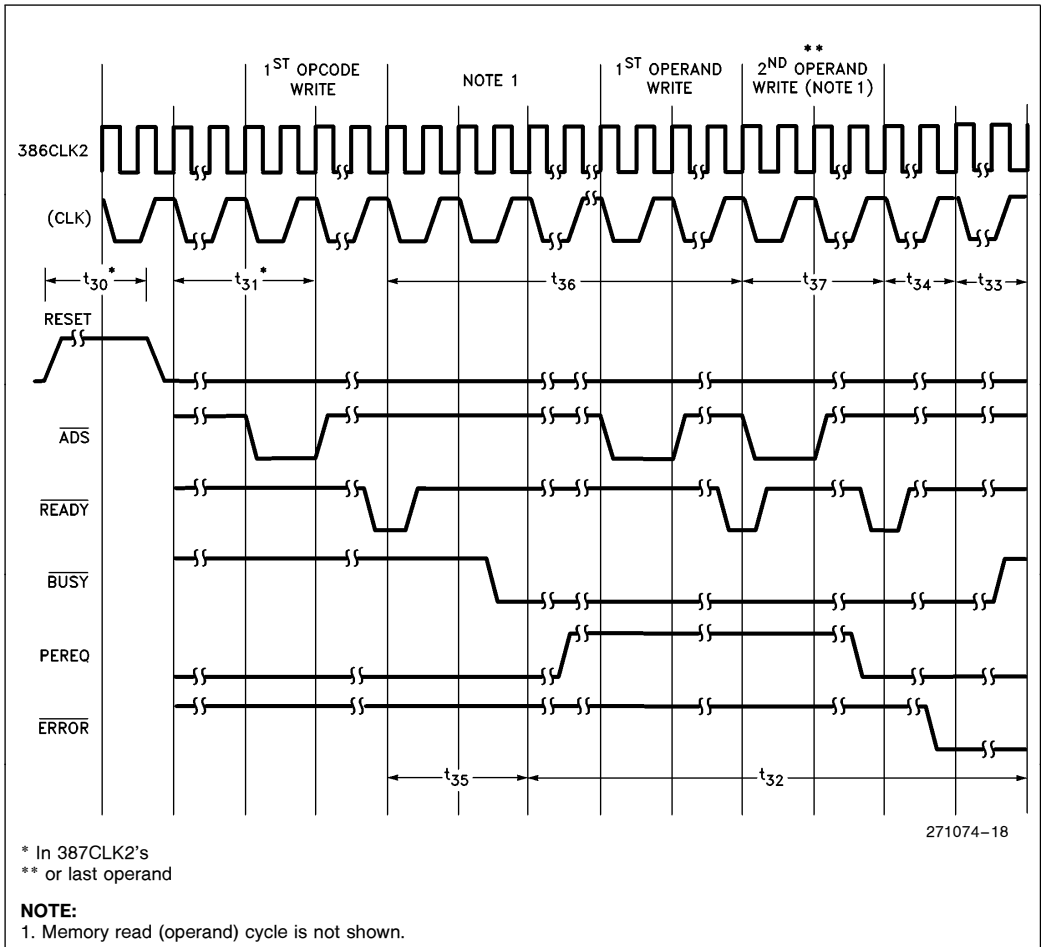 1ST OPCODE
WRITE
NOTE 1
1ST OPERAND
WRITE
**
2ND OPERAND
WRITE (NOTE 1)
386CLK2
(CLK)
t30*
t31*
t36
t37
t34
t33
RESET
ADS
READY
BUSY
PEREQ
ERROR
t35
t32
271074–18
* In 387CLK2's
** or last operand
NOTE:
1. Memory read (operand) cycle is not shown.